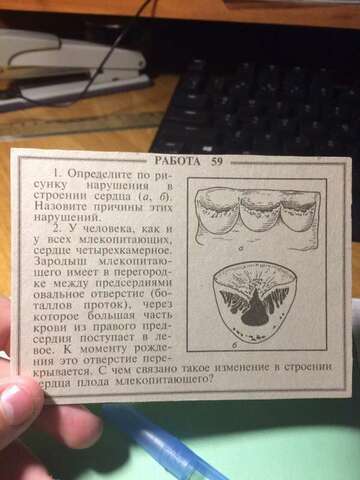 РАБОТА 59
1. Определите по ри-
сунку нарушения в
строении сердца (а, б).
Назовите причины этих
нарушений.
2. У человека, как и
у всех млекопитающих,
сердце четырехкамерное.
Зародыш млекопитаю-
щего имеет в перегород-
ке между предсердиями
овальное отверстие (бо-
таллов проток), через
которое большая часть
крови из правого пред-
сердия поступает в ле-
вое. К моменту рожде-
ния это отверстие пере-
крывается. С чем связано такое изменение в строении
сердца плода млекопитающего?
а
б